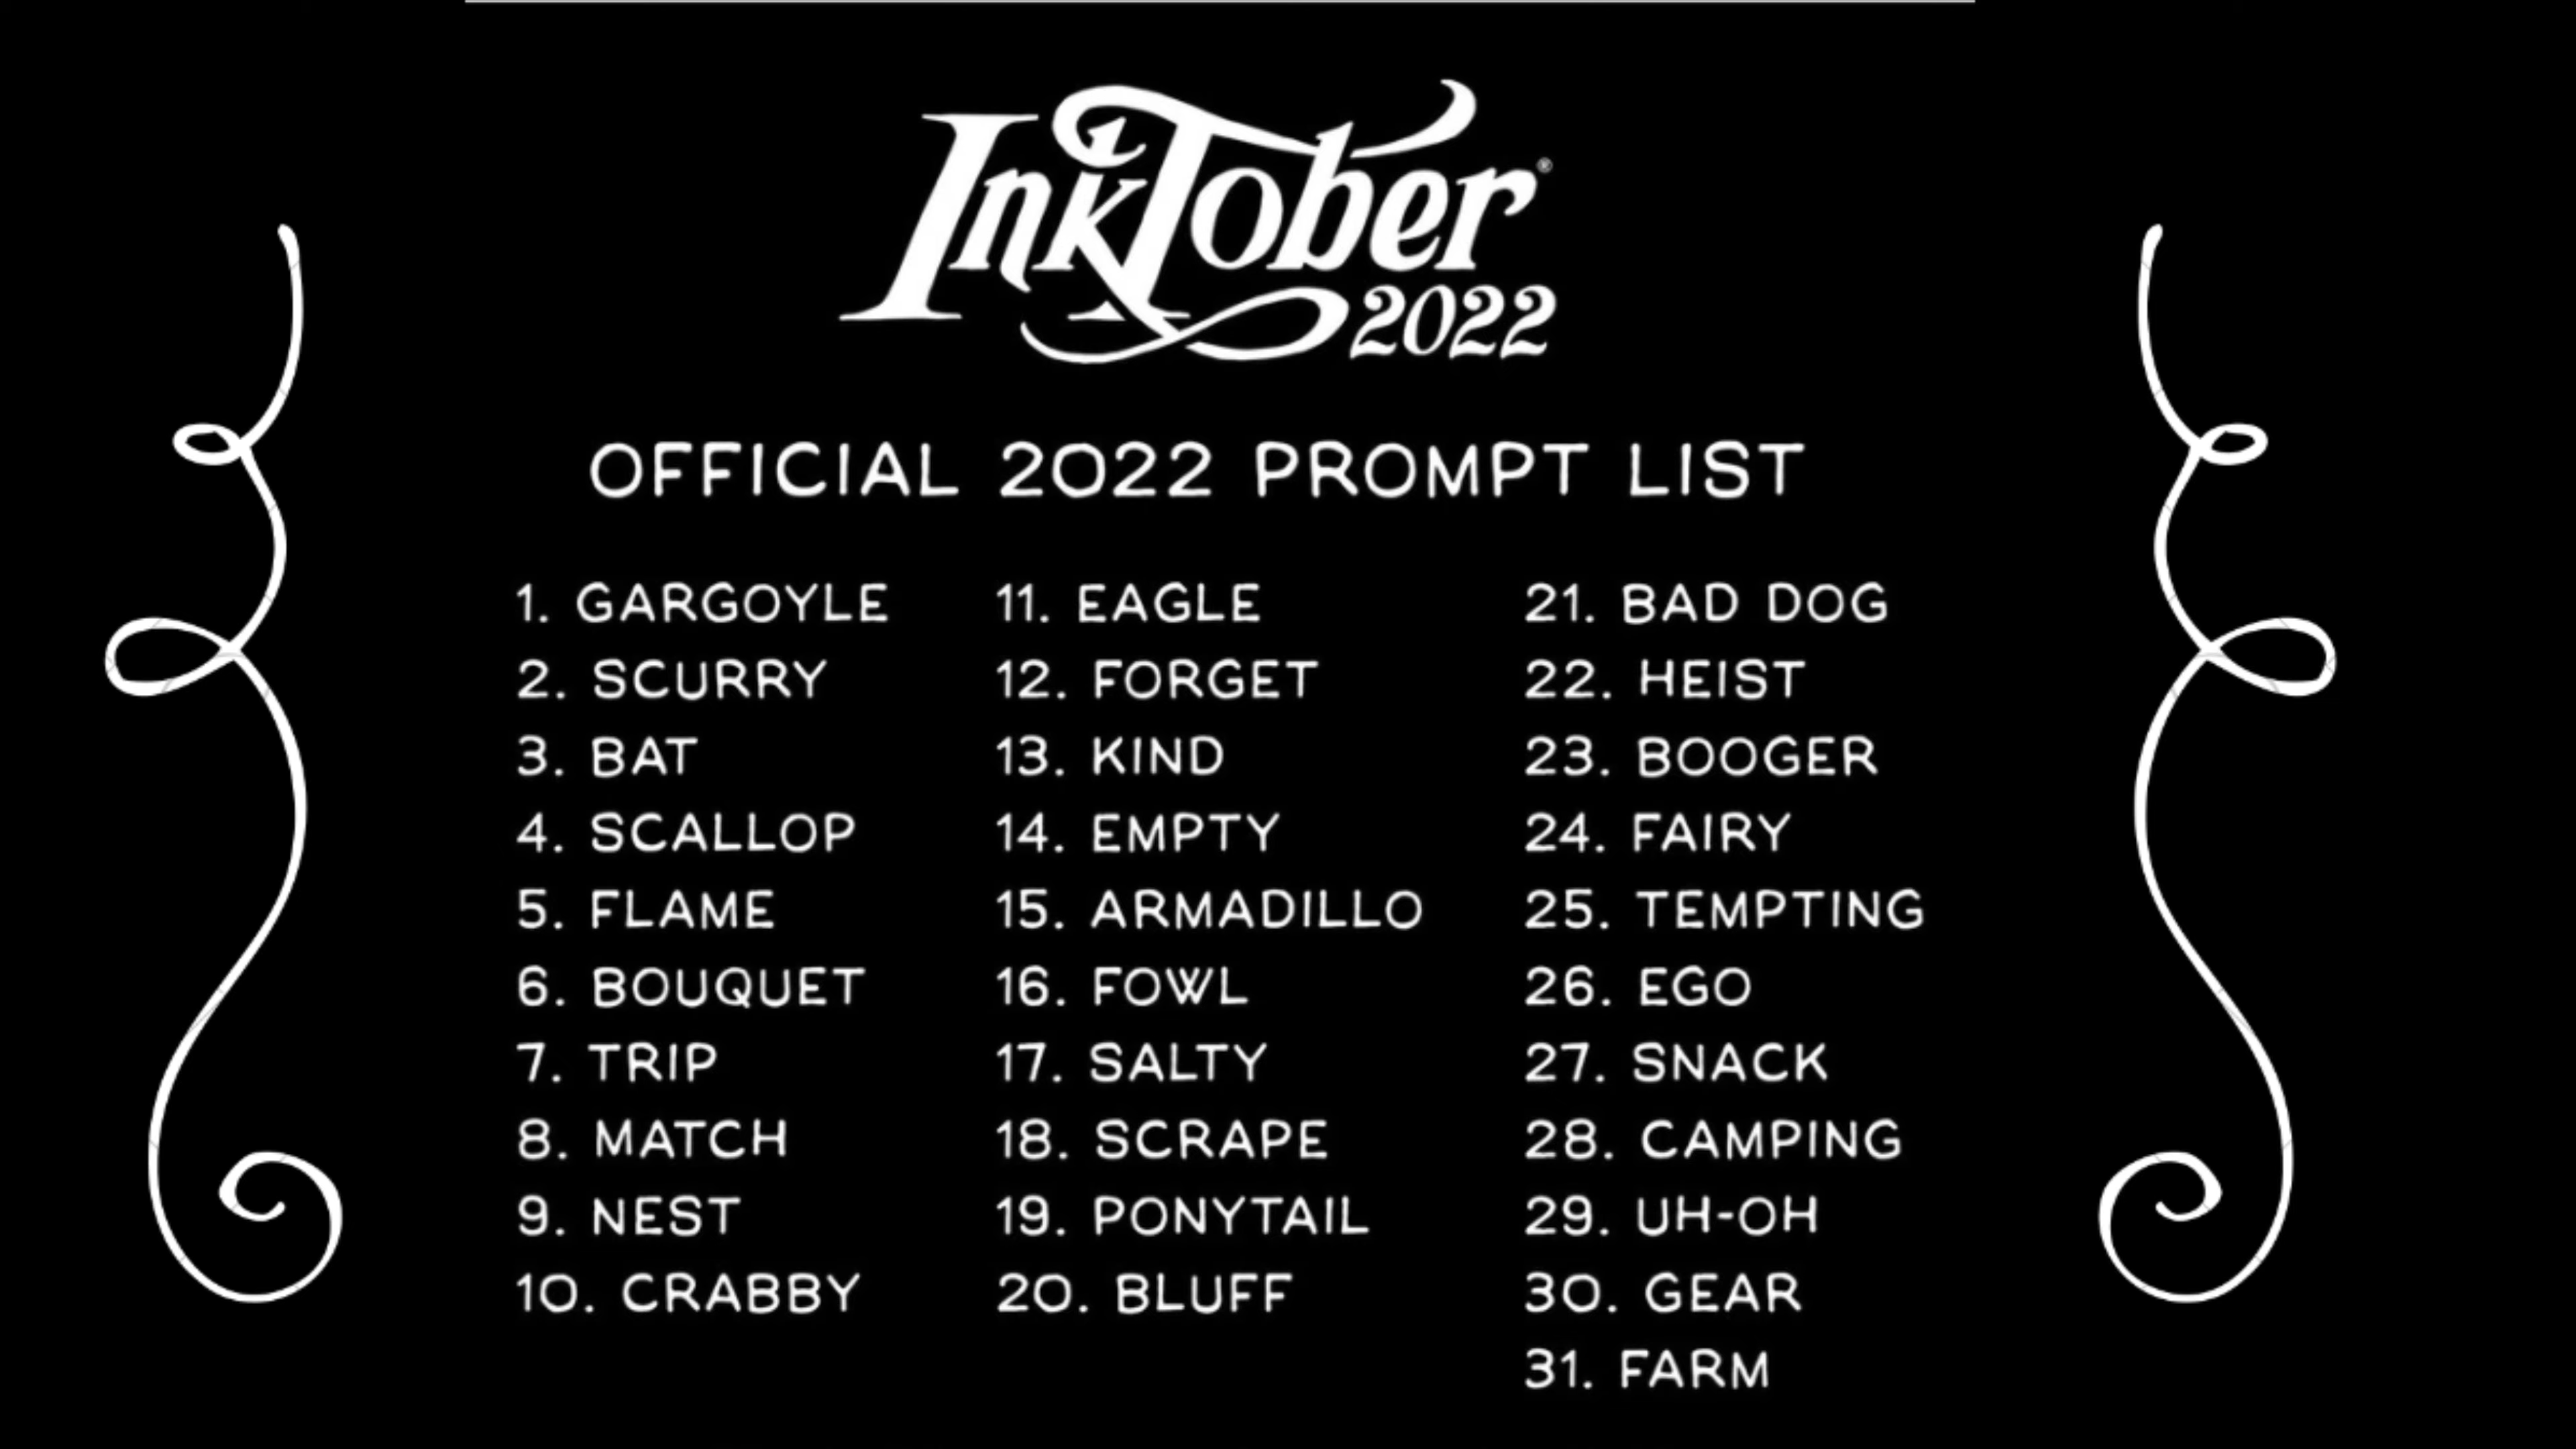 InkTober®
2022
OFFICIAL 2022 PROMPT LIST
1. GARGOYLE
2. SCURRY
3. BAT
4. SCALLOP
5. FLAME
6. BOUQUET
7. TRIP
8. MATCH
9. NEST
10. CRABBY
11. EAGLE
12. FORGET
13. KIND
14. EMPTY
15. ARMADILLO
16. FOWL
17. SALTY
18. SCRAPE
19. PONYTAIL
20. BLUFF
21. BAD DOG
22. HEIST
23. BOOGER
24. FAIRY
25. TEMPTING
26. EGO
27. SNACK
28. CAMPING
29. UH-OH
30. GEAR
31. FARM